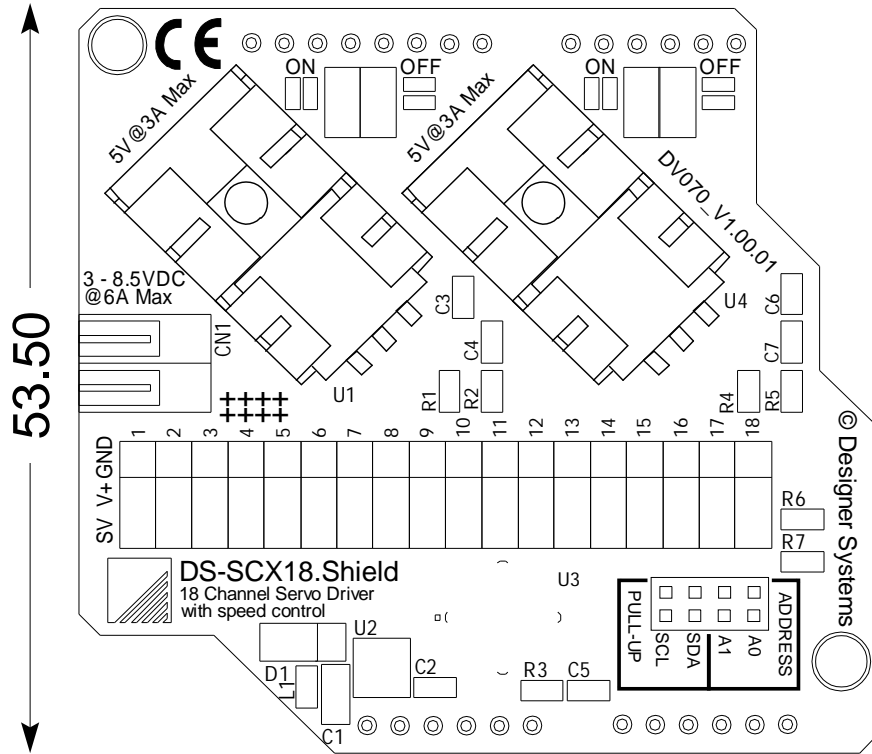 CE
ON
OFF
ON
OFF
5V@3A Max
5V@3A Max
DV070_V1.00.01
3 - 8.5VDC
@6A Max
CN1
C3
U4
C6
C4
C7
U1
R1
R2
R4
R5
53.50
1 2 3 4 5 6 7 8 9 10 11 12 13 14 15 16 17 18
SV V+ GND
© Designer Systems
R6
R7
DS-SCX18.Shield
18 Channel Servo Driver
with speed control
U3
U2
PULL-UP
SCL
SDA
A1
A0
ADDRESS
D1
L1
C2
R3
C5
C1